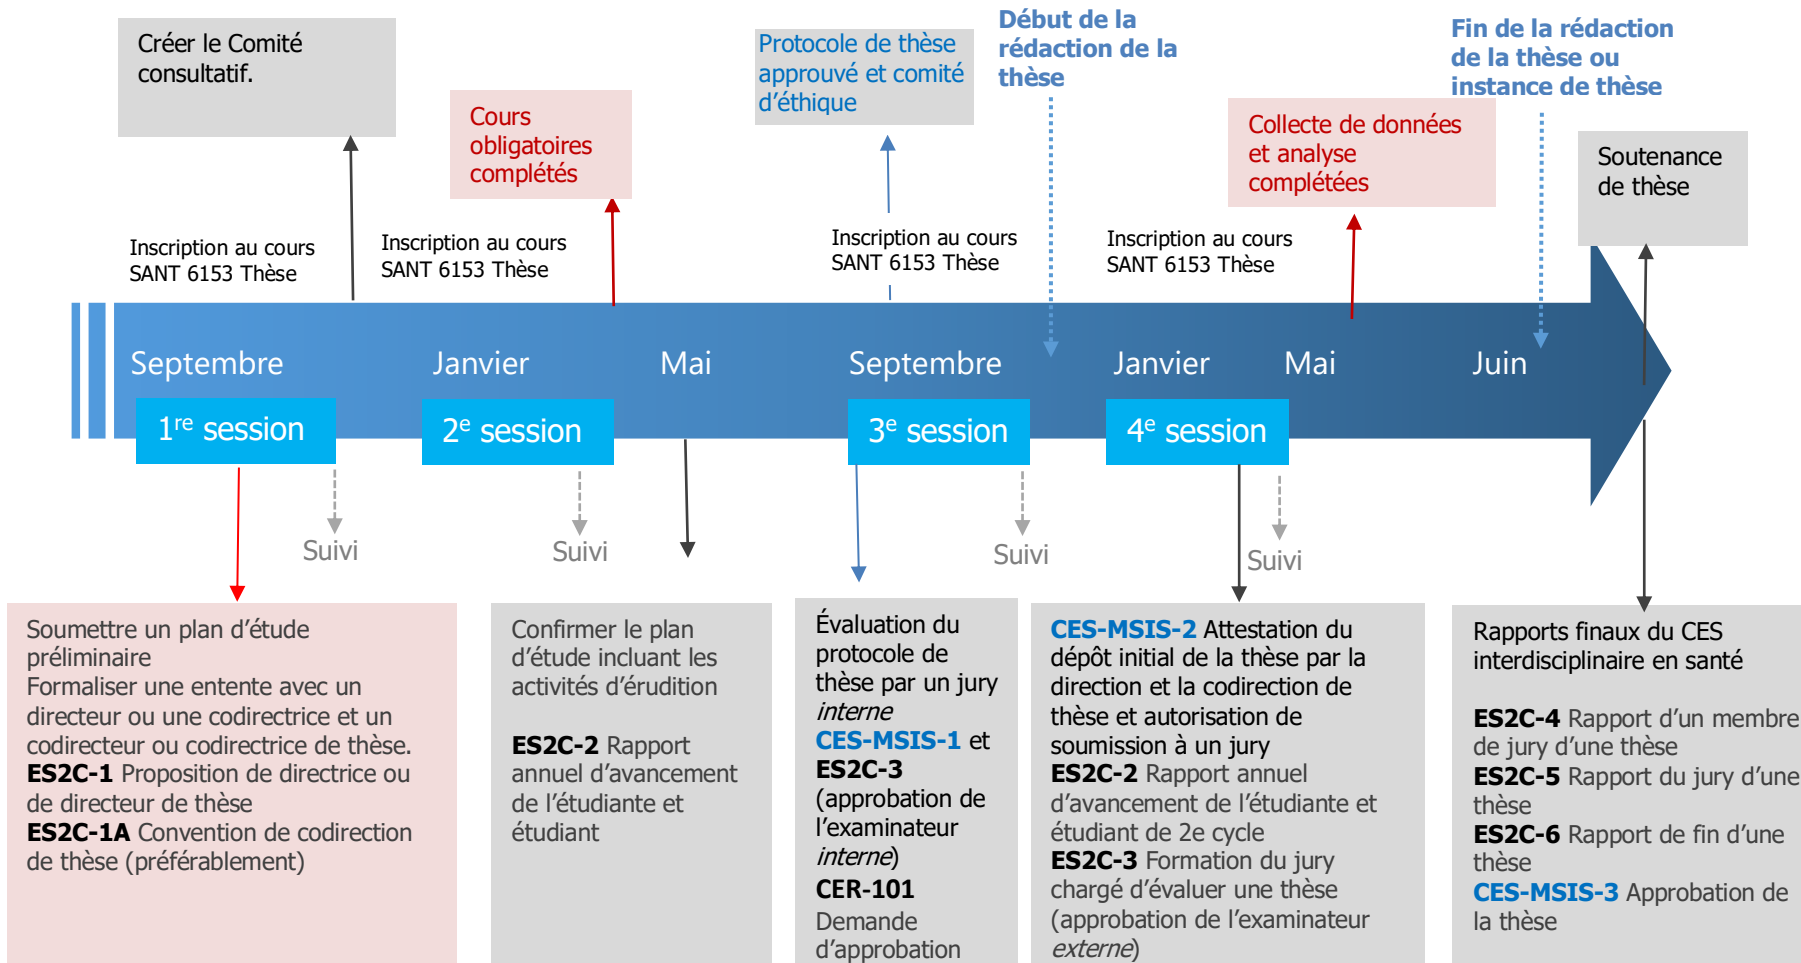 Créer le Comité
consultatif.
Cours
obligatoires
complétés
Protocole de thèse
approuvé et comité
d’éthique
Début de la
rédaction de la
thèse
Collecte de données
et analyse
complétées
Fin de la rédaction
de la thèse ou
instance de thèse
Soutenance
de thèse
Inscription au cours
SANT 6153 Thèse
Inscription au cours
SANT 6153 Thèse
Inscription au cours
SANT 6153 Thèse
Inscription au cours
SANT 6153 Thèse
Septembre
Janvier
Mai
Septembre
Janvier
Mai
Juin
1re session
2e session
3e session
4e session
Suivi
Suivi
Suivi
Suivi
Soumettre un plan d’étude
préliminaire
Formaliser une entente avec un
directeur ou une codirectrice et un
codirecteur ou codirectrice de thèse.
ES2C-1 Proposition de directrice ou
de directeur de thèse
ES2C-1A Convention de codirection
de thèse (préférablement)
Confirmer le plan
d’étude incluant les
activités d’érudition
ES2C-2 Rapport
annuel d’avancement
de l’étudiante et
étudiant
Évaluation du
protocole de
thèse par un jury
interne
CES-MSIS-1 et
ES2C-3
(approbation de
l’examinateur
interne)
CER-101
Demande
d’approbation
CES-MSIS-2 Attestation du
dépôt initial de la thèse par la
direction et la codirection de
thèse et autorisation de
soumission à un jury
ES2C-2 Rapport annuel
d’avancement de l’étudiante et
étudiant de 2e cycle
ES2C-3 Formation du jury
chargé d’évaluer une thèse
(approbation de l’examinateur
externe)
Rapports finaux du CES
interdisciplinaire en santé
ES2C-4 Rapport d’un membre
de jury d’une thèse
ES2C-5 Rapport du jury d’une
thèse
ES2C-6 Rapport de fin d’une
thèse
CES-MSIS-3 Approbation de
la thèse